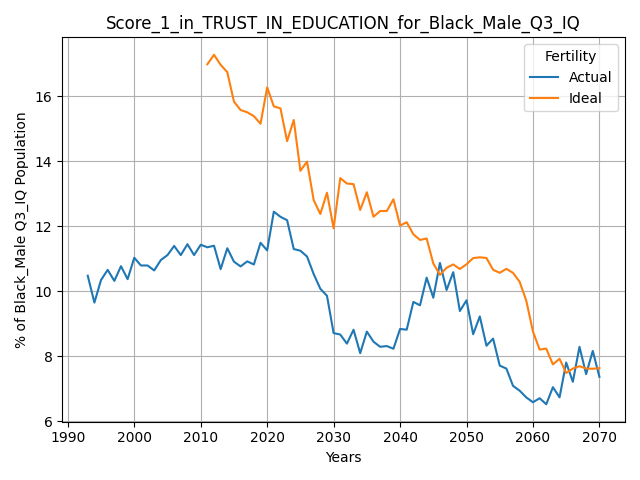 Score_1_in_TRUST_IN_EDUCATION_for_Black_Male_Q3_IQ
Fertility
Actual
Ideal
% of Black_Male Q3_IQ Population
16
14
12
10
8
6
1990 2000 2010 2020 2030 2040 2050 2060 2070
Years